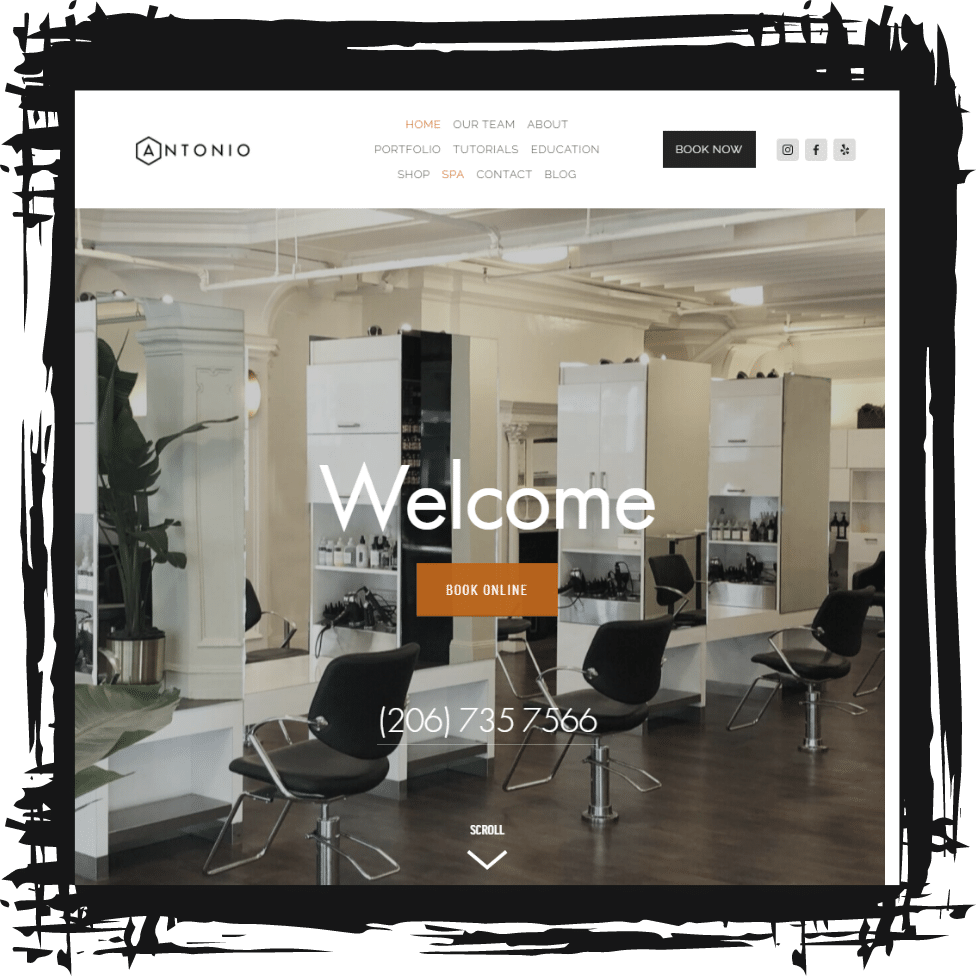 ANTONIO
HOME OUR TEAM ABOUT
PORTFOLIO TUTORIALS EDUCATION
SHOP SPA CONTACT BLOG
BOOK NOW
Welcome
BOOK ONLINE
(206) 735 7566
SCROLL